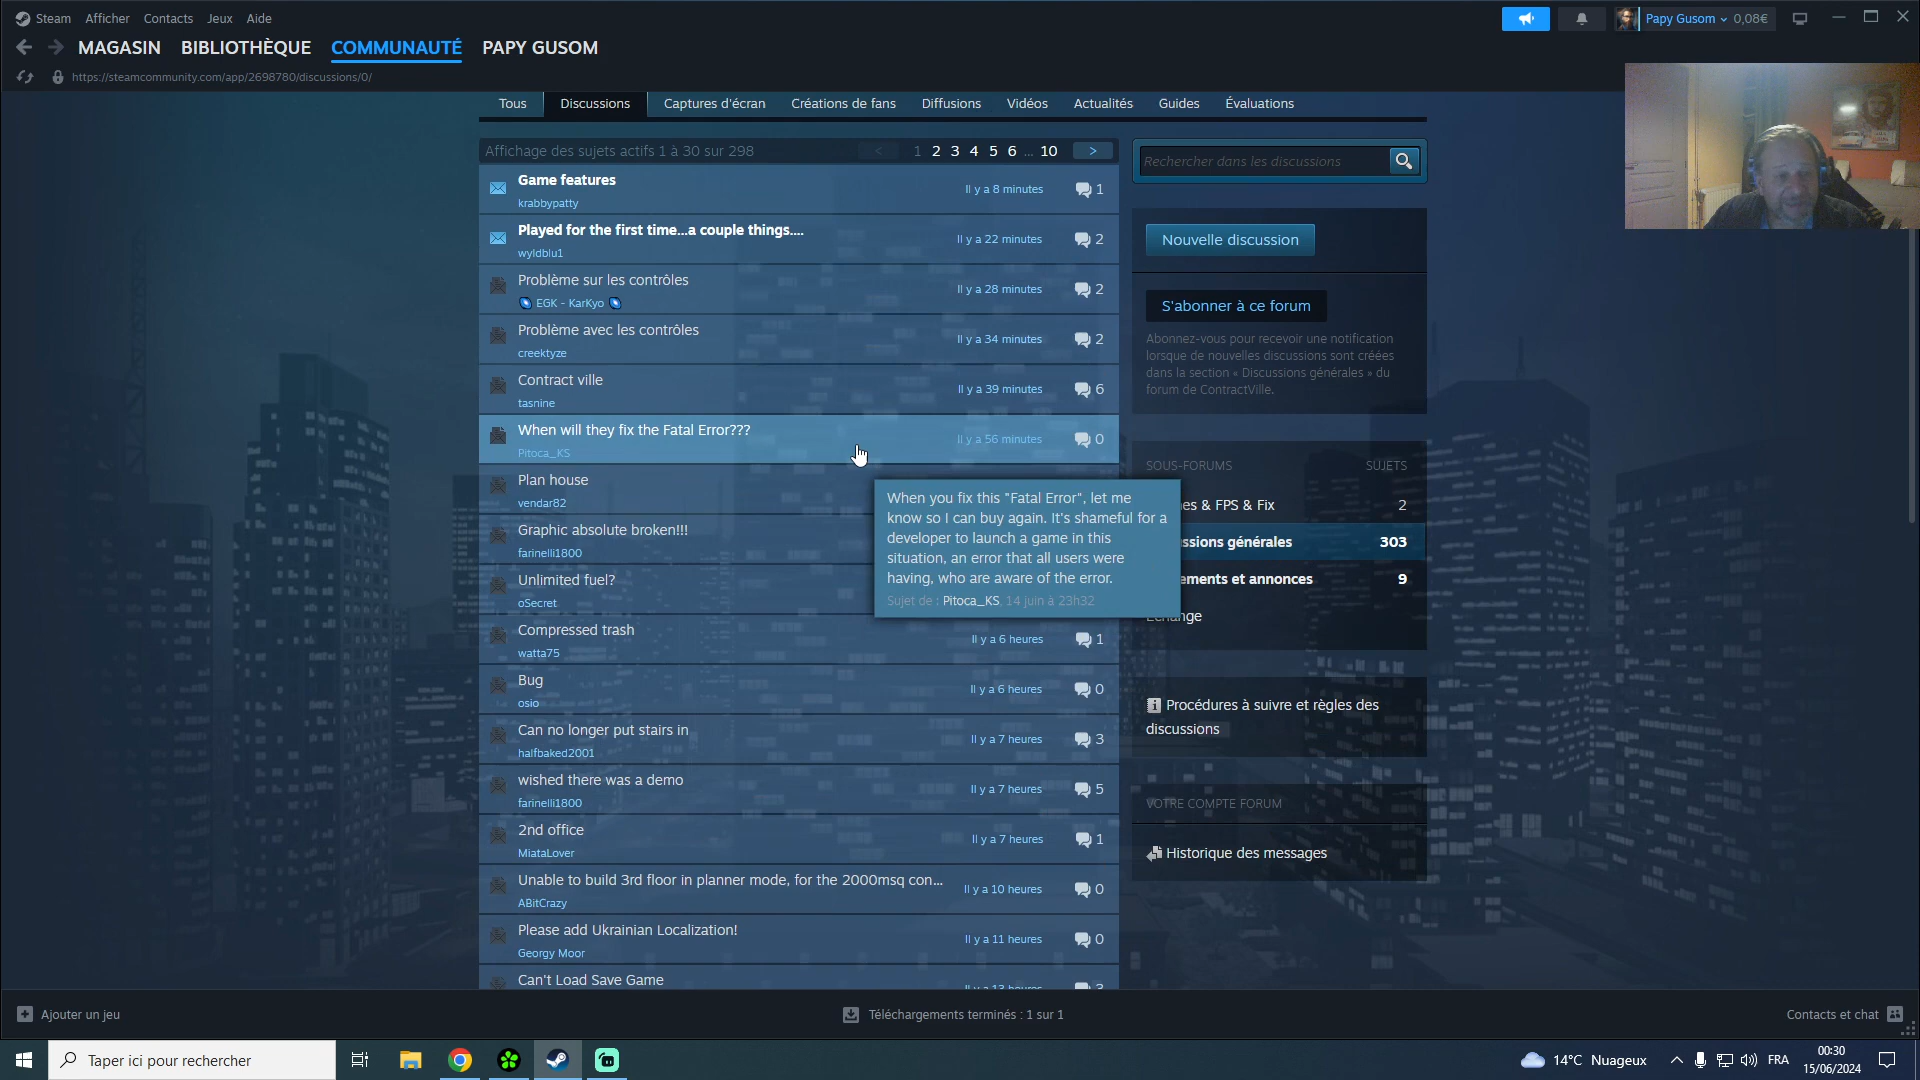 Steam Afficher Contacts Jeux Aide
Papy Gusom 0,08€
MAGASIN BIBLIOTHÈQUE COMMUNAUTÉ PAPY GUSOM
https://steamcommunity.com/app/2698780/discussions/0/
Tous Discussions Captures d'écran Créations de fans Diffusions Vidéos Actualités Guides Évaluations
Affichage des sujets actifs 1 à 30 sur 298
< 1 2 3 4 5 6 ... 10 >
Rechercher dans les discussions
Game features
krabbypatty
Il y a 8 minutes 1
Played for the first time...a couple things....
wyldblu1
Il y a 22 minutes 2
Problème sur les contrôles
EGK - KarKyo
Il y a 28 minutes 2
Problème avec les contrôles
creektyze
Il y a 34 minutes 2
Contract ville
tasnine
Il y a 39 minutes 6
When will they fix the Fatal Error???
Pitoca_KS
Il y a 56 minutes 0
Plan house
vendar82
Graphic absolute broken!!!
farinelli1800
Unlimited fuel?
oSecret
Compressed trash
watta75
Il y a 6 heures 1
Bug
osio
Il y a 6 heures 0
Can no longer put stairs in
halfbaked2001
Il y a 7 heures 3
wished there was a demo
farinelli1800
Il y a 7 heures 5
2nd office
MiataLover
Il y a 7 heures 1
Unable to build 3rd floor in planner mode, for the 2000msq con...
ABitCrazy
Il y a 10 heures 0
Please add Ukrainian Localization!
Georgy Moor
Il y a 11 heures 0
Can't Load Save Game
Il y a 13 heures 3
When you fix this "Fatal Error", let me
know so I can buy again. It's shameful for a
developer to launch a game in this
situation, an error that all users were
having, who are aware of the error.
Sujet de : Pitoca_KS, 14 juin à 23h32
Nouvelle discussion
S'abonner à ce forum
Abonnez-vous pour recevoir une notification
lorsque de nouvelles discussions sont créées
dans la section « Discussions générales » du
forum de ContractVille.
SOUS-FORUMS SUJETS
es & FPS & Fix 2
ssions générales 303
ements et annonces 9
Échange
Procédures à suivre et règles des
discussions
VOTRE COMPTE FORUM
Historique des messages
Ajouter un jeu
Téléchargements terminés : 1 sur 1
Contacts et chat
Taper ici pour rechercher
14°C Nuageux
FRA
00:30
15/06/2024